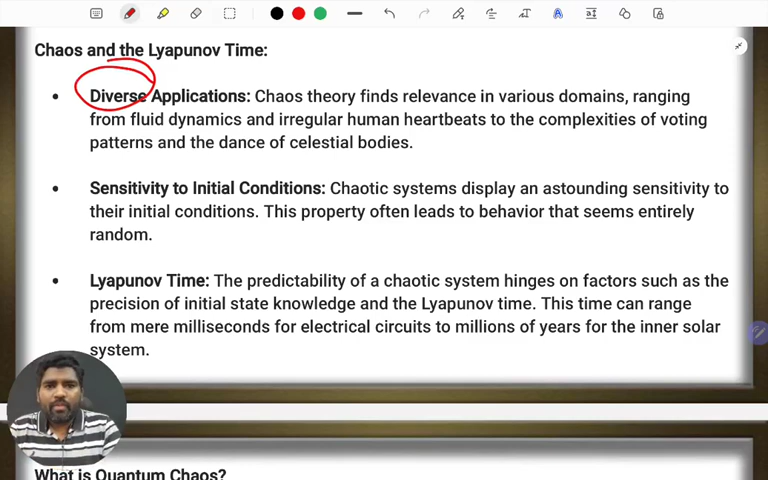 Chaos and the Lyapunov Time:
• Diverse Applications: Chaos theory finds relevance in various domains, ranging
from fluid dynamics and irregular human heartbeats to the complexities of voting
patterns and the dance of celestial bodies.
• Sensitivity to Initial Conditions: Chaotic systems display an astounding sensitivity to
their initial conditions. This property often leads to behavior that seems entirely
random.
• Lyapunov Time: The predictability of a chaotic system hinges on factors such as the
precision of initial state knowledge and the Lyapunov time. This time can range
from mere milliseconds for electrical circuits to millions of years for the inner solar
system.
What is Quantum Chaos?